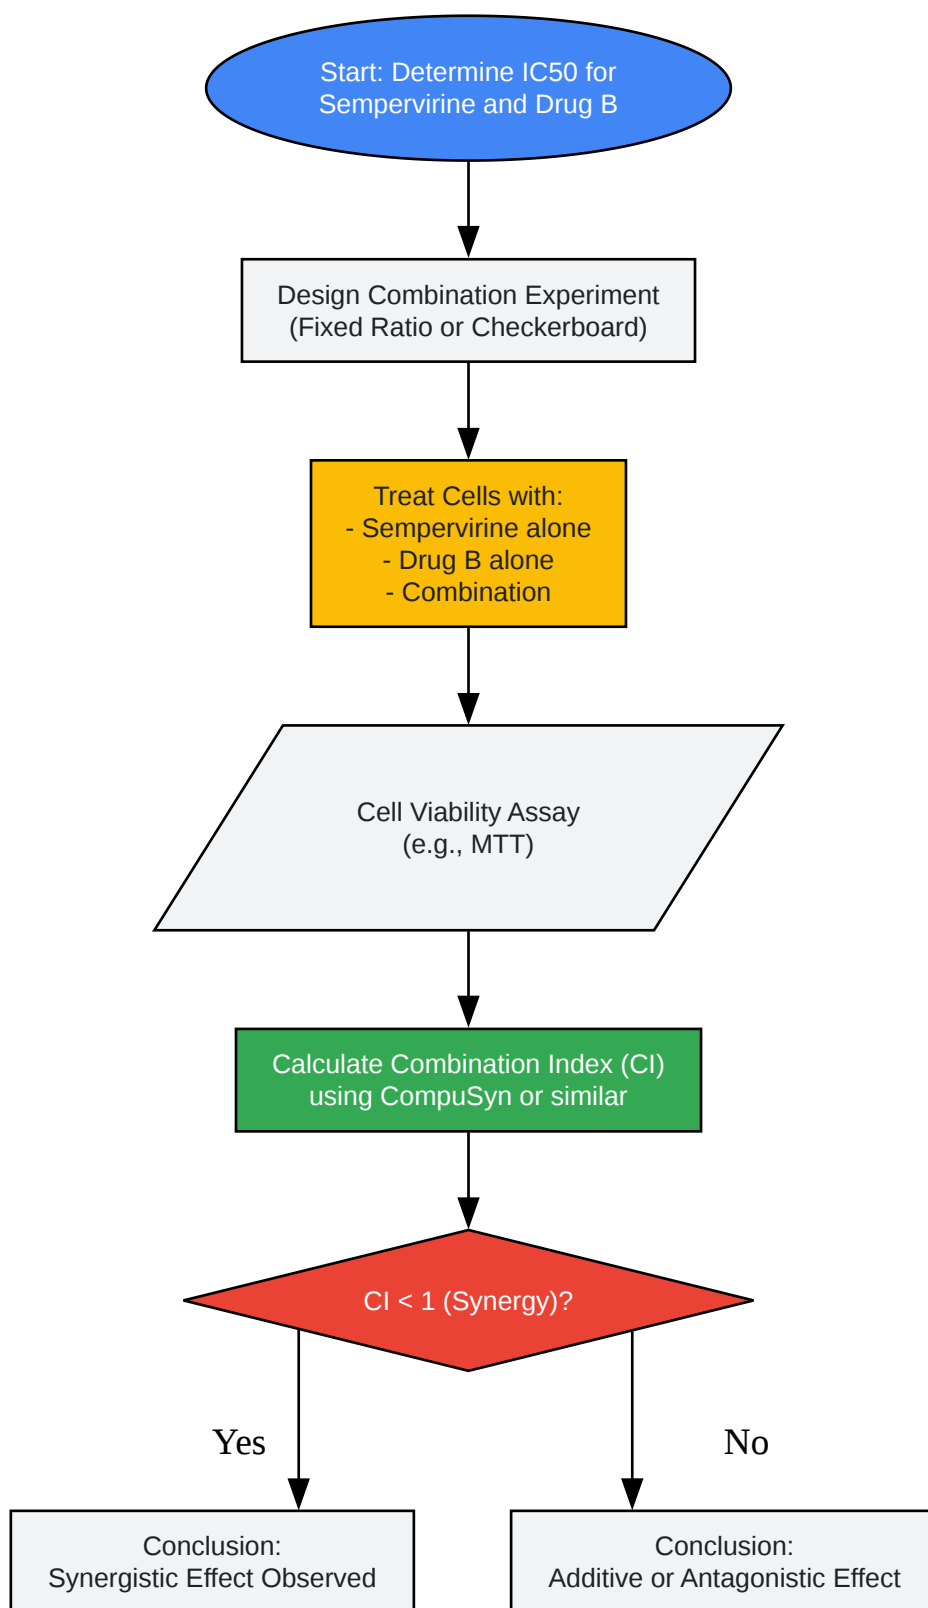 Start: Determine IC50 for
Sempervirine and Drug B
Design Combination Experiment
(Fixed Ratio or Checkerboard)
Treat Cells with:
- Sempervirine alone
- Drug B alone
- Combination
Cell Viability Assay
(e.g., MTT)
Calculate Combination Index (CI)
using CompuSyn or similar
CI < 1 (Synergy)?
Yes
No
Conclusion:
Synergistic Effect Observed
Conclusion:
Additive or Antagonistic Effect